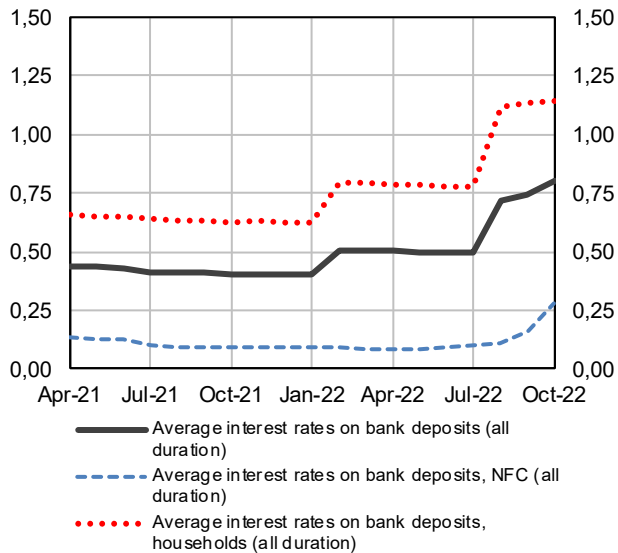 1,50 1,50
1,25 1,25
1,00 1,00
0,75 0,75
0,50 0,50
0,25 0,25
0,00 0,00
Apr-21 Jul-21 Oct-21 Jan-22 Apr-22 Jul-22 Oct-22
Average interest rates on bank deposits (all
duration)
Average interest rates on bank deposits, NFC (all
duration)
Average interest rates on bank deposits,
households (all duration)